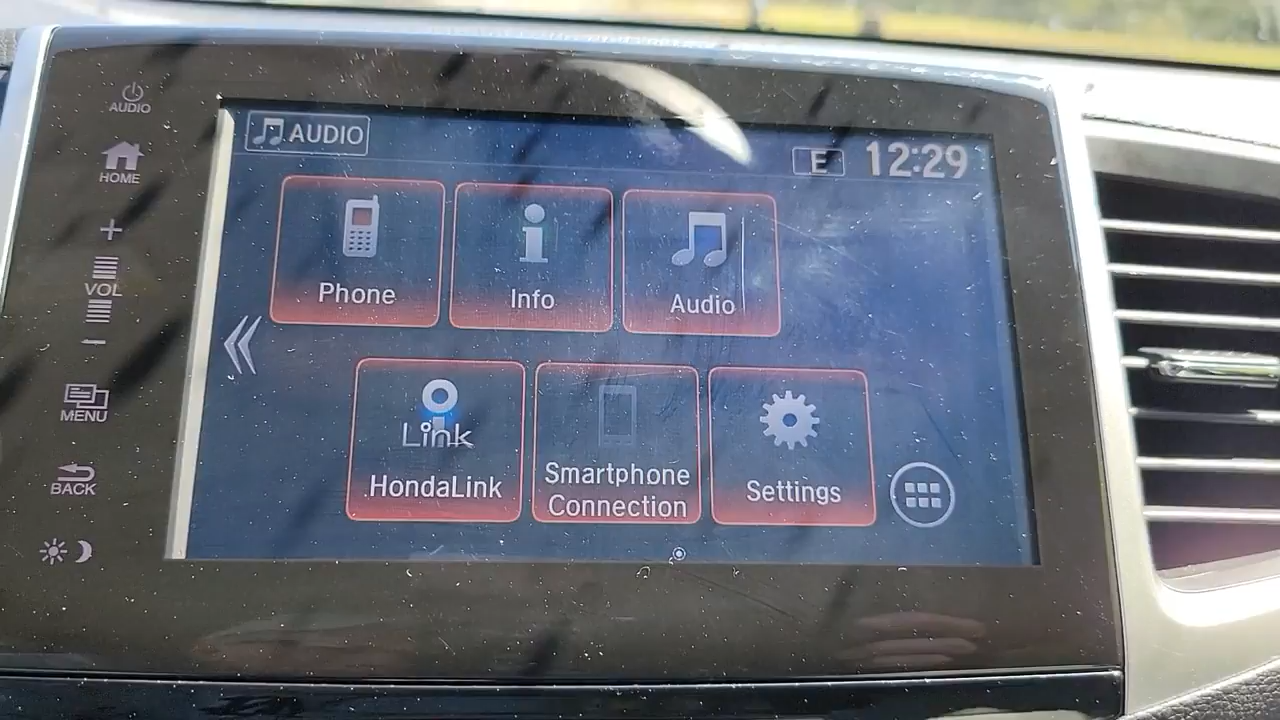 AUDIO
HOME
+
VOL
-
MENU
BACK
AUDIO
E 12:29
Phone
Info
Audio
Link
HondaLink
Smartphone
Connection
Settings